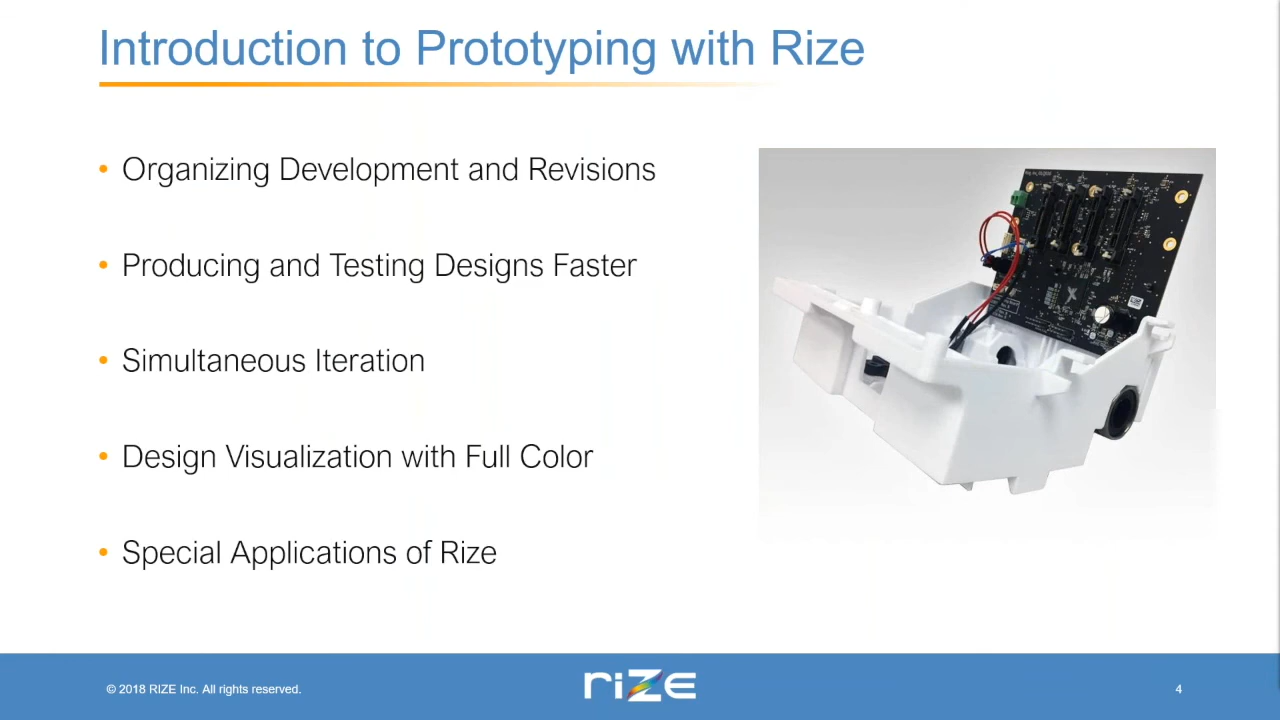 Introduction to Prototyping with Rize
• Organizing Development and Revisions
• Producing and Testing Designs Faster
• Simultaneous Iteration
• Design Visualization with Full Color
• Special Applications of Rize
© 2018 RIZE Inc. All rights reserved.
riZE
4